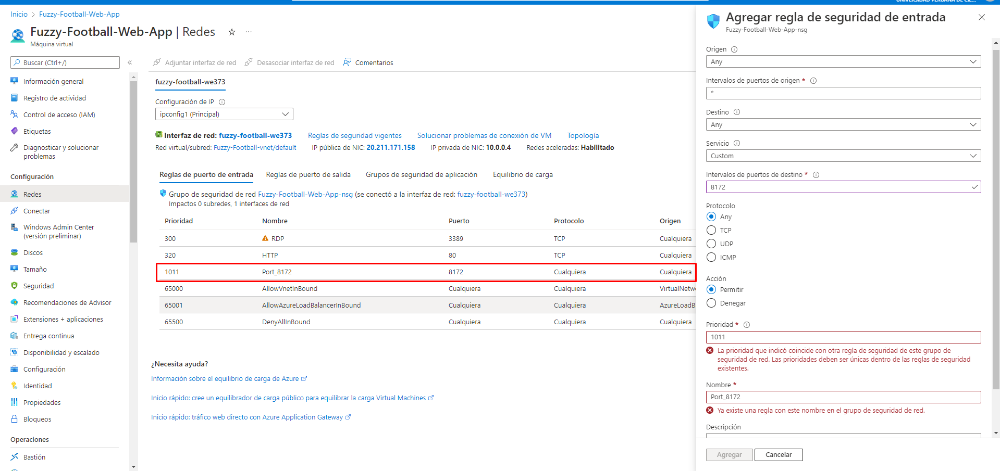 UNIVERSIDAD PERUANA DE CIE...
Inicio > Fuzzy-Football-Web-App
Fuzzy-Football-Web-App | Redes
Máquina virtual
Buscar (Ctrl+/)
Información general
Registro de actividad
Control de acceso (IAM)
Etiquetas
Diagnosticar y solucionar
problemas
Configuración
Redes
Conectar
Windows Admin Center
(versión preliminar)
Discos
Tamaño
Seguridad
Recomendaciones de Advisor
Extensiones + aplicaciones
Entrega continua
Disponibilidad y escalado
Configuración
Identidad
Propiedades
Bloqueos
Operaciones
Bastión
Adjuntar interfaz de red Desasociar interfaz de red Comentarios
fuzzy-football-we373
Configuración de IP
ipconfig1 (Principal)
Interfaz de red: fuzzy-football-we373 Reglas de seguridad vigentes Solucionar problemas de conexión de VM Topología
Red virtual/subred: Fuzzy-Football-vnet/default IP pública de NIC: 20.211.171.158 IP privada de NIC: 10.0.0.4 Redes aceleradas: Habilitado
Reglas de puerto de entrada Reglas de puerto de salida Grupos de seguridad de aplicación Equilibrio de carga
Grupo de seguridad de red Fuzzy-Football-Web-App-nsg (se conectó a la interfaz de red: fuzzy-football-we373)
Impactos 0 subredes, 1 interfaces de red
Prioridad Nombre Puerto Protocolo Origen
300 RDP 3389 TCP Cualquiera
320 HTTP 80 TCP Cualquiera
1011 Port_8172 8172 Cualquiera Cualquiera
65000 AllowVnetInBound Cualquiera Cualquiera VirtualNetw
65001 AllowAzureLoadBalancerInBound Cualquiera Cualquiera AzureLoadB
65500 DenyAllInBound Cualquiera Cualquiera Cualquiera
¿Necesita ayuda?
Información sobre el equilibrio de carga de Azure
Inicio rápido: cree un equilibrador de carga público para equilibrar la carga Virtual Machines
Inicio rápido: tráfico web directo con Azure Application Gateway
Agregar regla de seguridad de entrada
Fuzzy-Football-Web-App-nsg
Origen
Any
Intervalos de puertos de origen *
*
Destino
Any
Servicio
Custom
Intervalos de puertos de destino *
8172
Protocolo
Any
TCP
UDP
ICMP
Acción
Permitir
Denegar
Prioridad *
1011
La prioridad que indicó coincide con otra regla de seguridad de este grupo de
seguridad de red. Las prioridades deben ser únicas dentro de las reglas de seguridad
existentes.
Nombre *
Port_8172
Ya existe una regla con este nombre en el grupo de seguridad de red.
Descripción
Agregar Cancelar